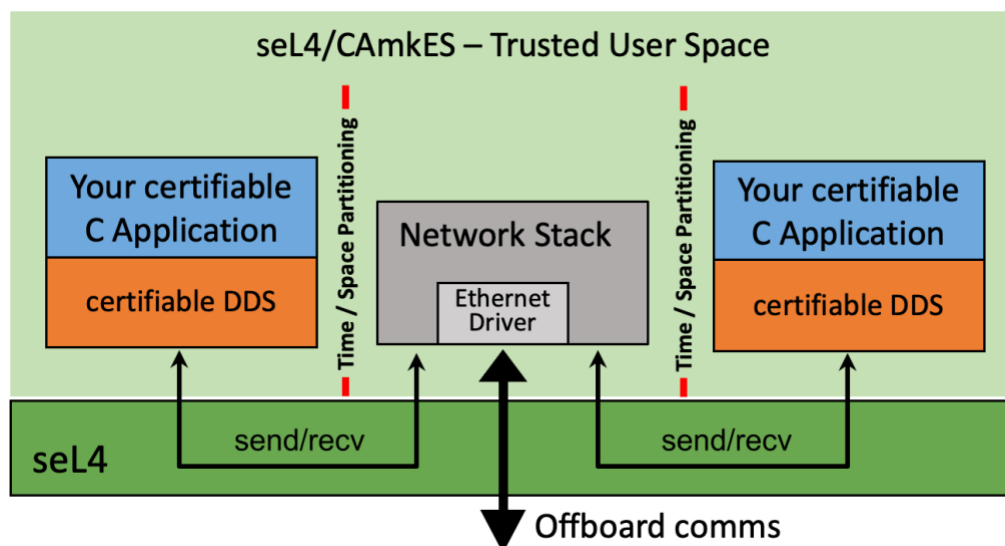 seL4/CAmkES – Trusted User Space
Your certifiable
C Application
certifiable DDS
Time / Space Partitioning
Network Stack
Ethernet
Driver
Time / Space Partitioning
Your certifiable
C Application
certifiable DDS
send/recv
send/recv
seL4
Offboard comms